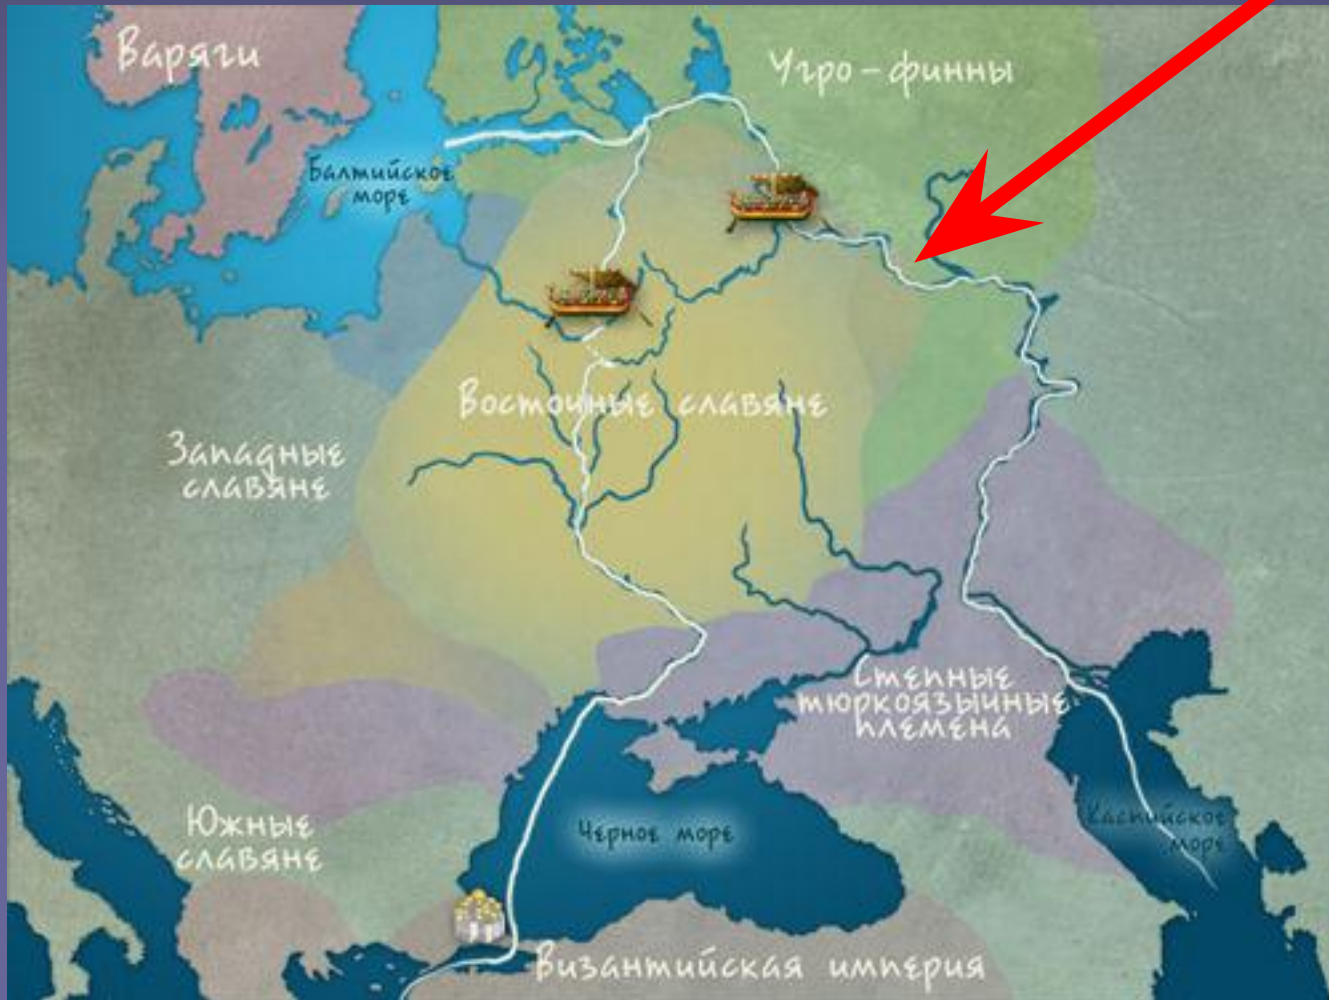 Варяги
Угро-финны
Балтийское
море
Восточные славяне
Западные
славяне
Степные
тюркоязычные
племена
Южные
славяне
Черное море
Каспийское
море
Византийская империя